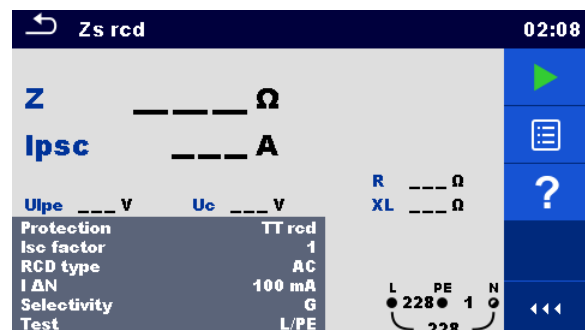 Zs rcd 02:08
Z ___ Ω
Ipsc ___ A
R ___ Ω
Ulpe ___ V Uc ___ V XL ___ Ω
?
Protection TT rcd
Isc factor 1
RCD type AC
I ΔN 100 mA
Selectivity G
Test L/PE
L PE N
228 1
228